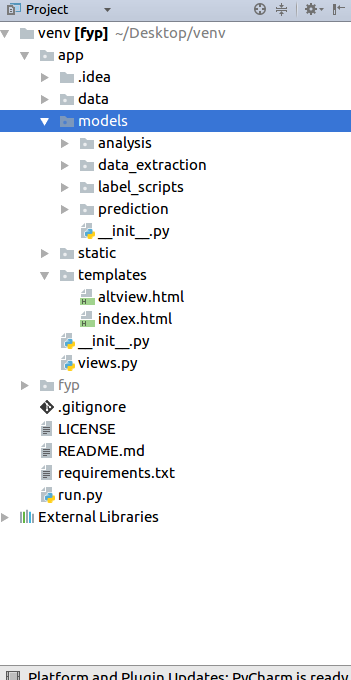 Project
venv [fyp] ~/Desktop/venv
app
.idea
data
models
analysis
data_extraction
label_scripts
prediction
__init__.py
static
templates
altview.html
index.html
__init__.py
views.py
fyp
.gitignore
LICENSE
README.md
requirements.txt
run.py
External Libraries
Platform and Plugin Updates: PyCharm is ready